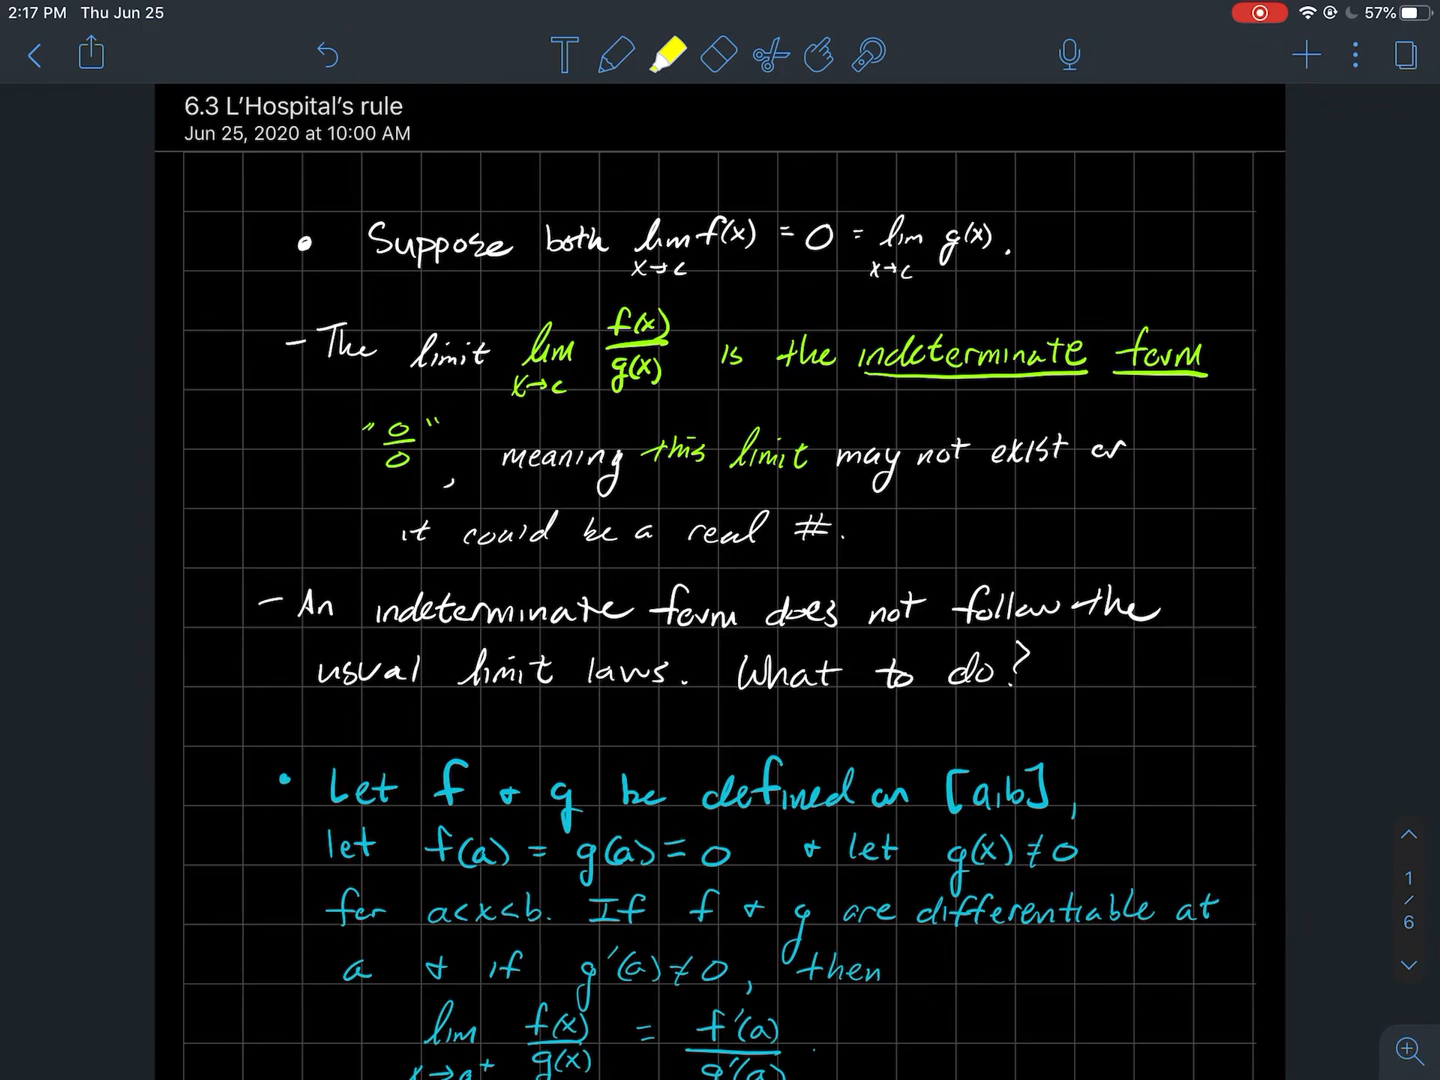 2:17 PM Thu Jun 25
57%
6.3 L'Hospital's rule
Jun 25, 2020 at 10:00 AM
• Suppose both lim x→c f(x) = 0 = lim x→c g(x).
- The limit lim x→c f(x)/g(x) is the indeterminate form
"0/0", meaning this limit may not exist or
it could be a real #.
- An indeterminate form does not follow the
usual limit laws. What to do?
• Let f & g be defined on [a,b],
let f(a) = g(a) = 0 & let g(x) ≠ 0
for a<x<b. If f & g are differentiable at
a & if g'(a) ≠ 0, then
lim x→a+ f(x)/g(x) = f'(a)/g'(a)
1 / 6